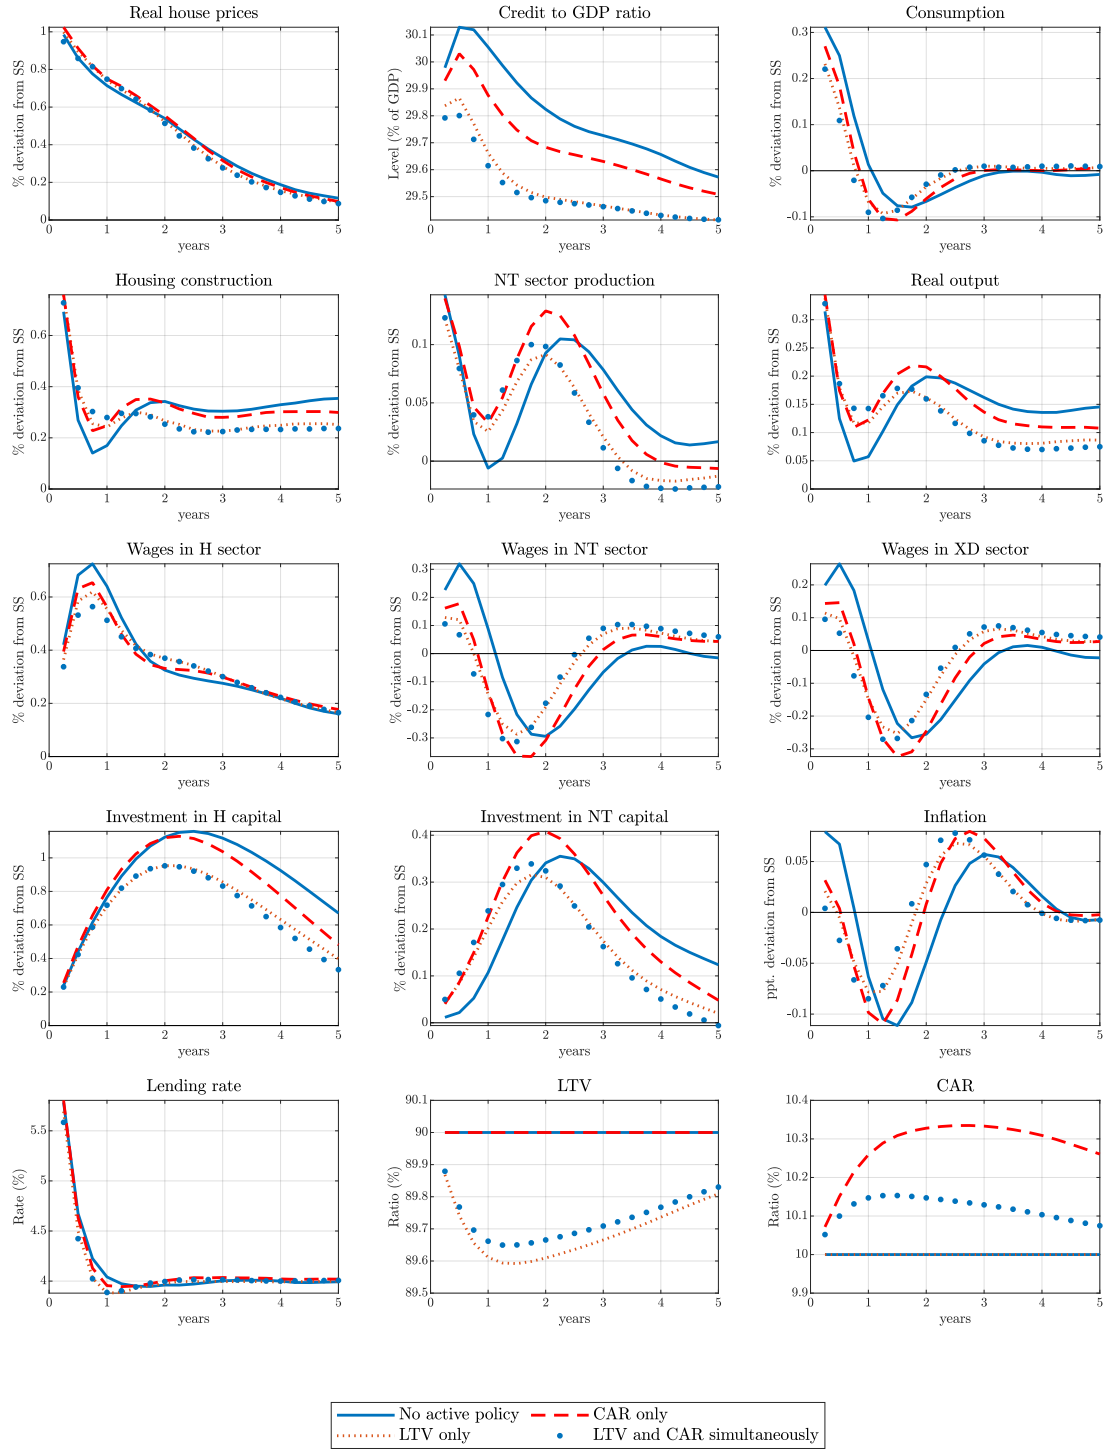 Real house prices
Credit to GDP ratio
Consumption
% deviation from SS
1
0.8
0.6
0.4
0.2
0
0 1 2 3 4 5
years
Level (% of GDP)
30.1
30
29.9
29.8
29.7
29.6
29.5
0 1 2 3 4 5
years
% deviation from SS
0.3
0.2
0.1
0
-0.1
0 1 2 3 4 5
years
Housing construction
NT sector production
Real output
% deviation from SS
0.6
0.4
0.2
0
0 1 2 3 4 5
years
% deviation from SS
0.1
0.05
0
0 1 2 3 4 5
years
% deviation from SS
0.3
0.25
0.2
0.15
0.1
0.05
0
0 1 2 3 4 5
years
Wages in H sector
Wages in NT sector
Wages in XD sector
% deviation from SS
0.6
0.4
0.2
0
0 1 2 3 4 5
years
% deviation from SS
0.3
0.2
0.1
0
-0.1
-0.2
-0.3
0 1 2 3 4 5
years
% deviation from SS
0.2
0.1
0
-0.1
-0.2
-0.3
0 1 2 3 4 5
years
Investment in H capital
Investment in NT capital
Inflation
% deviation from SS
1
0.8
0.6
0.4
0.2
0
0 1 2 3 4 5
years
% deviation from SS
0.4
0.3
0.2
0.1
0
0 1 2 3 4 5
years
ppt. deviation from SS
0.05
0
-0.05
-0.1
0 1 2 3 4 5
years
Lending rate
LTV
CAR
Rate (%)
5.5
5
4.5
4
0 1 2 3 4 5
years
Ratio (%)
90.1
90
89.9
89.8
89.7
89.6
89.5
0 1 2 3 4 5
years
Ratio (%)
10.4
10.3
10.2
10.1
10
9.9
0 1 2 3 4 5
years
No active policy CAR only
LTV only LTV and CAR simultaneously